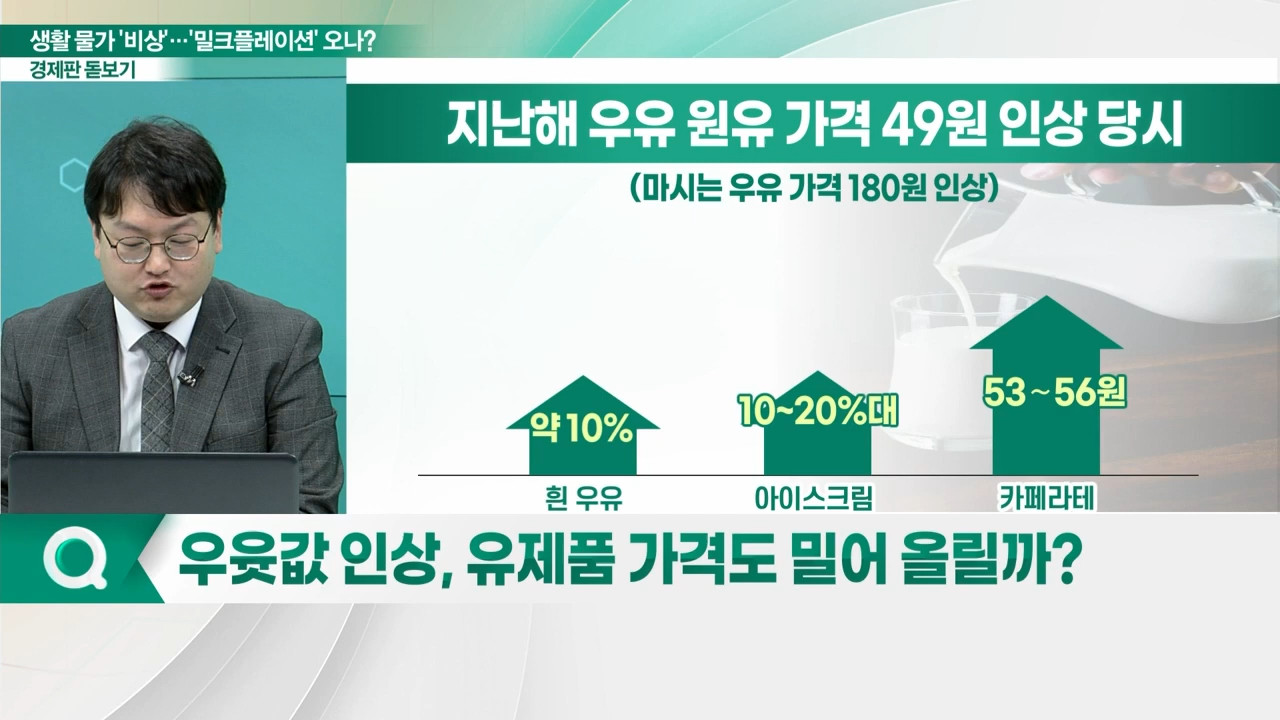 생활 물가 '비상'…'밀크플레이션' 오나?
경제판 돋보기
지난해 우유 원유 가격 49원 인상 당시
(마시는 우유 가격 180원 인상)
약 10%
10~20%대
53~56원
흰 우유
아이스크림
카페라테
우윳값 인상, 유제품 가격도 밀어 올릴까?